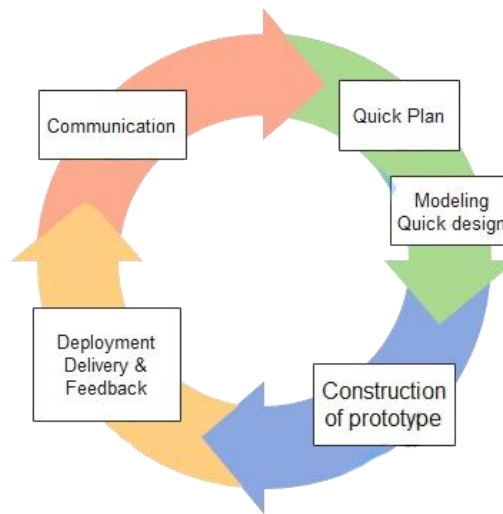 Communication
Quick Plan
Modeling
Quick design
Construction
of prototype
Deployment
Delivery &
Feedback